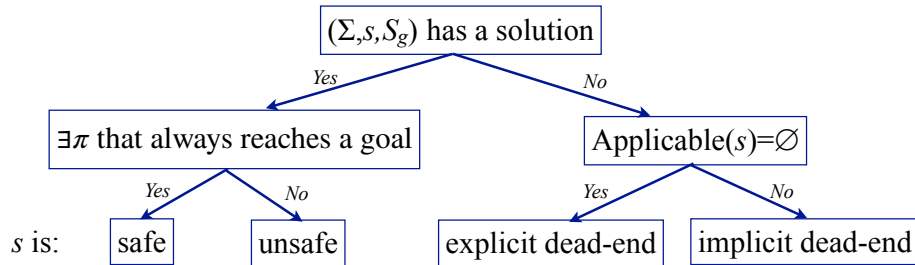 (Σ,s,S_g) has a solution
Yes No
∃π that always reaches a goal Applicable(s)=∅
Yes No Yes No
s is: safe unsafe explicit dead-end implicit dead-end